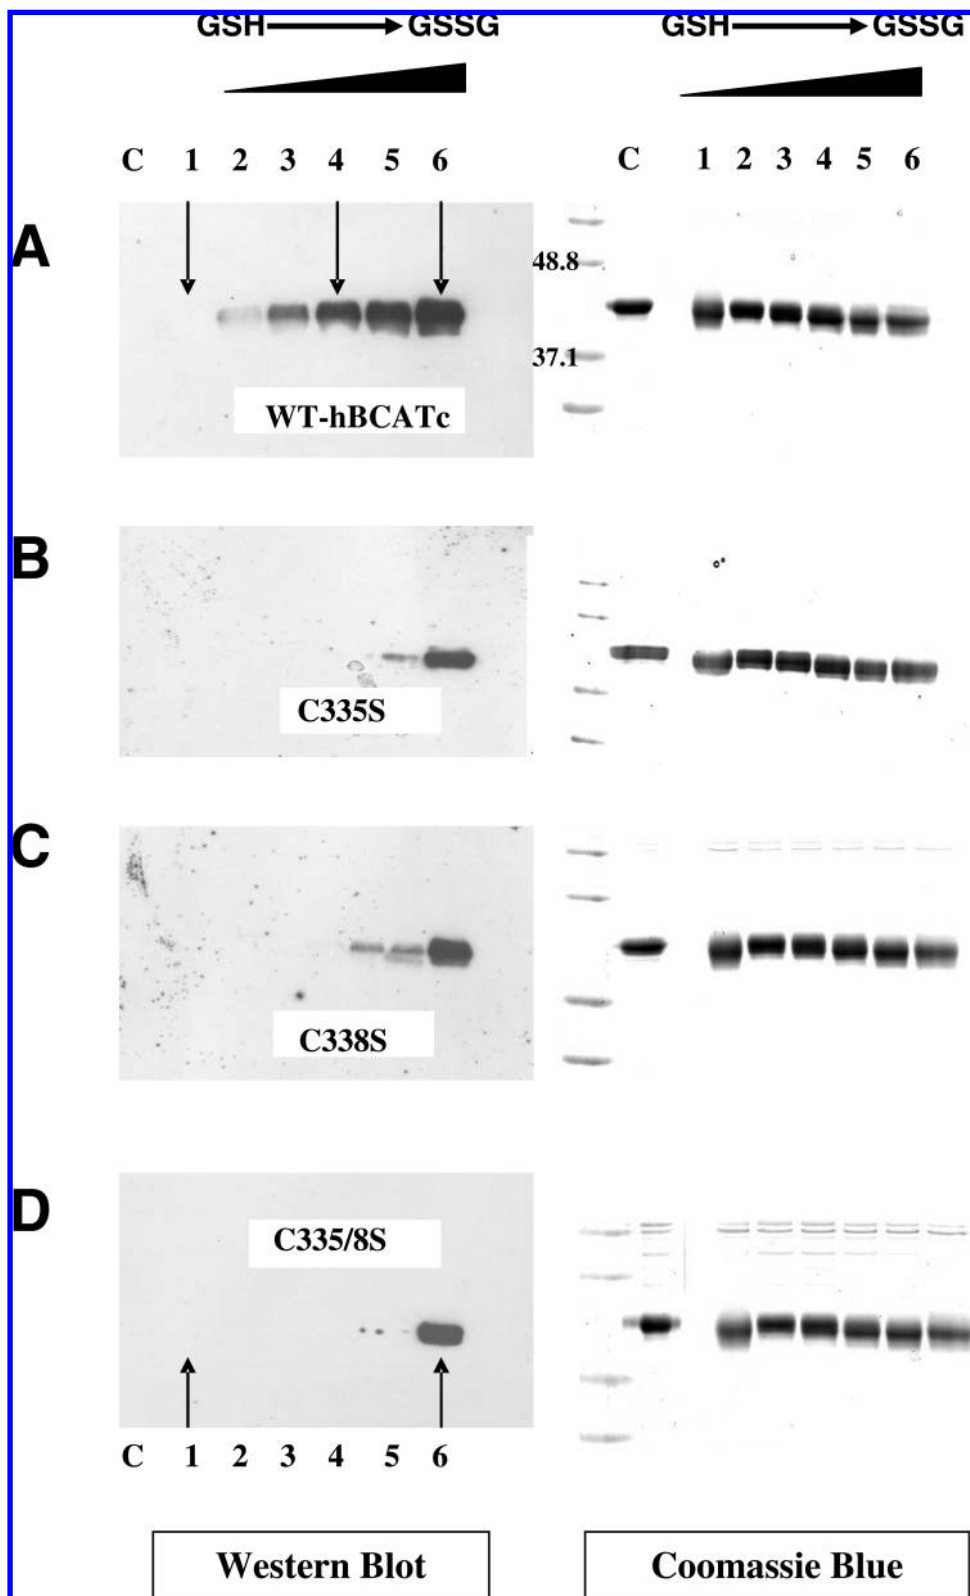 GSH GSSG GSH GSSG
C 1 2 3 4 5 6 C 1 2 3 4 5 6
A
48.8
37.1
WT-hBCATc
B
C335S
C
C338S
D
C335/8S
C 1 2 3 4 5 6
Western Blot Coomassie Blue